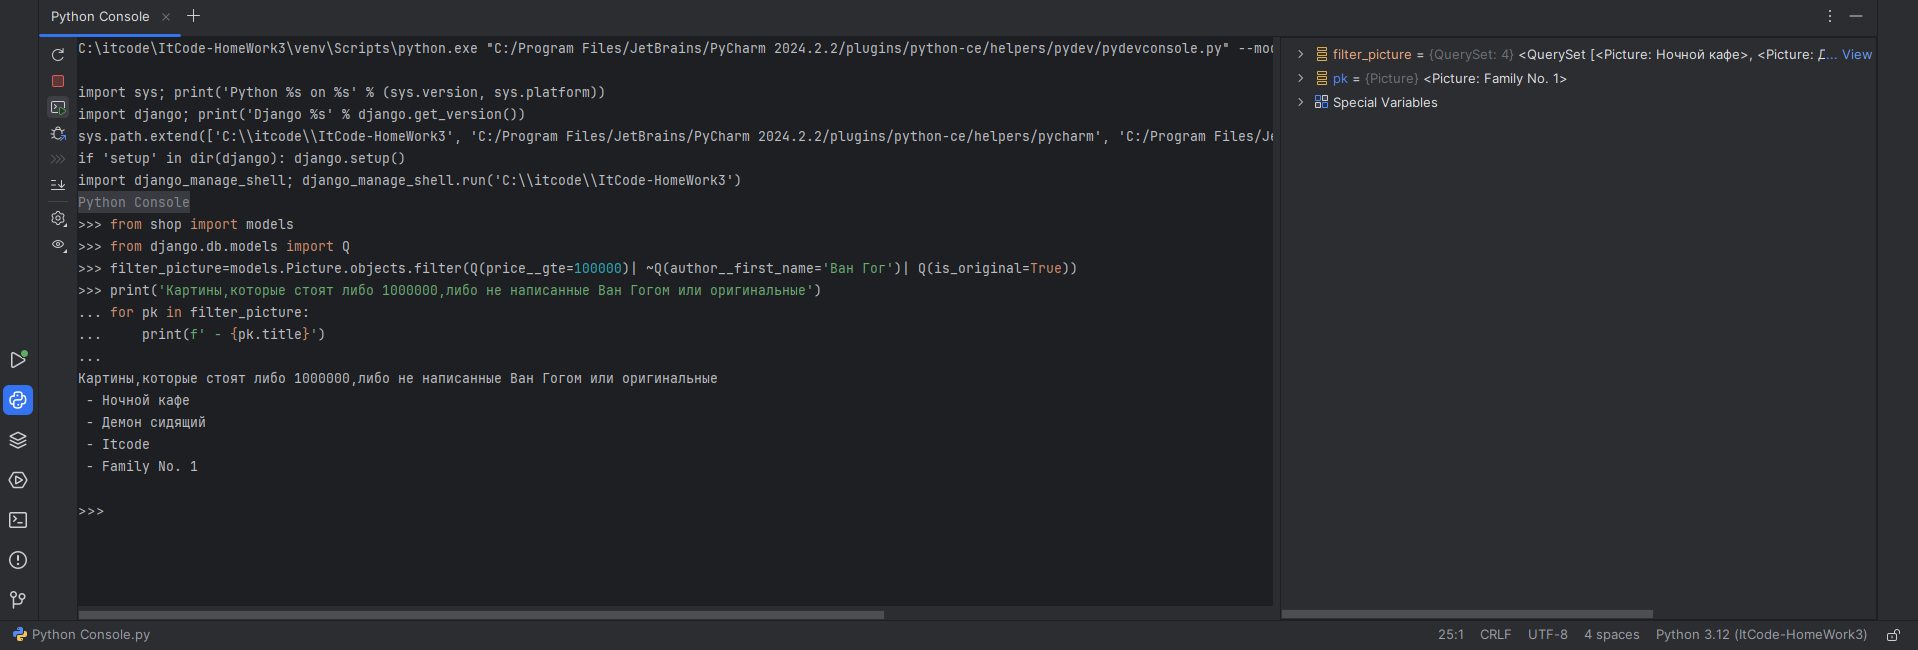 Python Console
C:\itcode\ItCode-HomeWork3\venv\Scripts\python.exe "C:/Program Files/JetBrains/PyCharm 2024.2.2/plugins/python-ce/helpers/pydev/pydevconsole.py" --mod
import sys; print('Python %s on %s' % (sys.version, sys.platform))
import django; print('Django %s' % django.get_version())
sys.path.extend(['C:\\itcode\\ItCode-HomeWork3', 'C:/Program Files/JetBrains/PyCharm 2024.2.2/plugins/python-ce/helpers/pycharm', 'C:/Program Files/Je
if 'setup' in dir(django): django.setup()
import django_manage_shell; django_manage_shell.run('C:\\itcode\\ItCode-HomeWork3')
Python Console
>>> from shop import models
>>> from django.db.models import Q
>>> filter_picture=models.Picture.objects.filter(Q(price__gte=100000)| ~Q(author__first_name='Ван Гог')| Q(is_original=True))
>>> print('Картины,которые стоят либо 1000000,либо не написанные Ван Гогом или оригинальные')
... for pk in filter_picture:
...     print(f' - {pk.title}')
...
Картины,которые стоят либо 1000000,либо не написанные Ван Гогом или оригинальные
 - Ночной кафе
 - Демон сидящий
 - Itcode
 - Family No. 1
>>>
filter_picture = {QuerySet: 4} <QuerySet [<Picture: Ночной кафе>, <Picture: Д... View
pk = {Picture} <Picture: Family No. 1>
Special Variables
Python Console.py
25:1 CRLF UTF-8 4 spaces Python 3.12 (ItCode-HomeWork3)